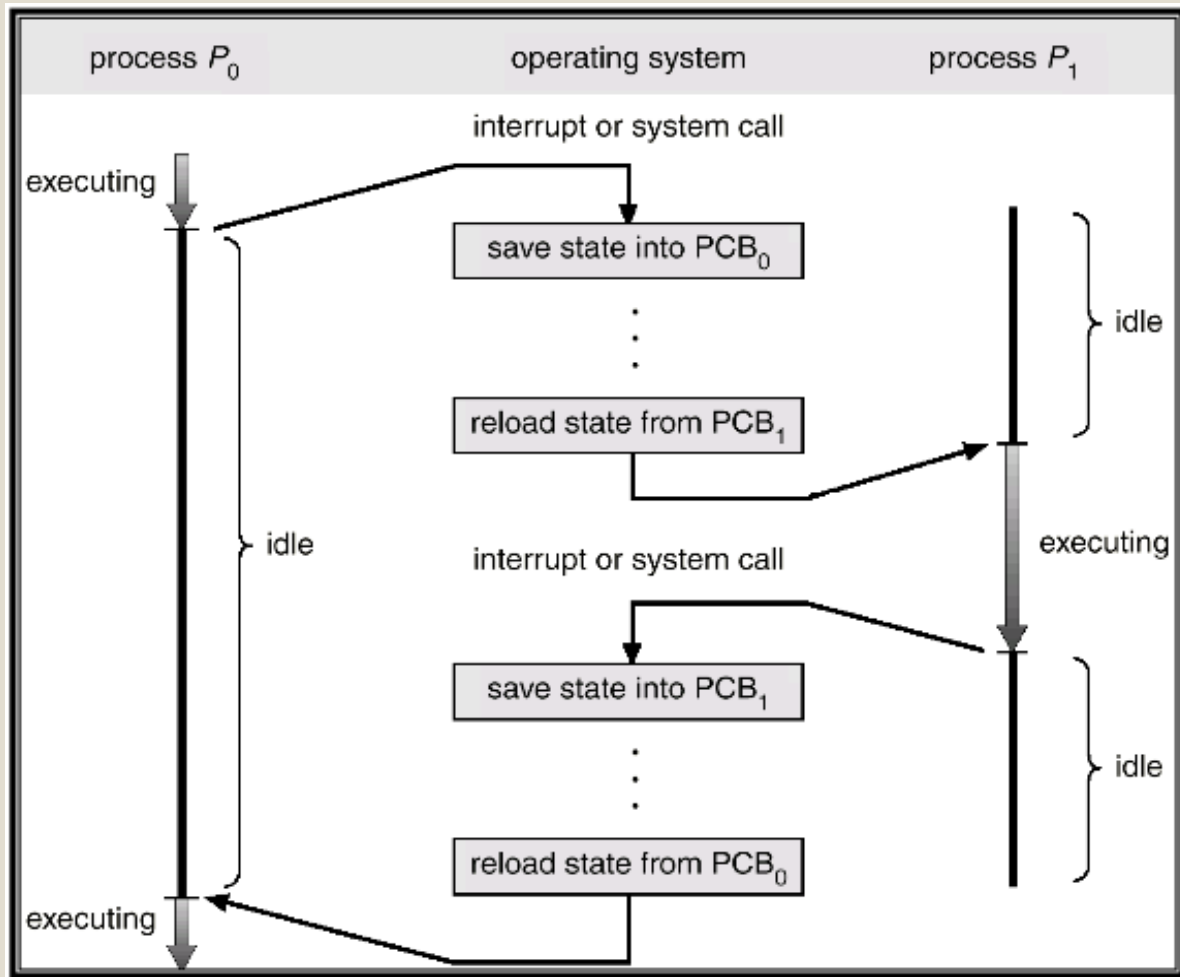 process P₀ operating system process P₁
interrupt or system call
executing
save state into PCB₀
idle
reload state from PCB₁
idle
executing
interrupt or system call
save state into PCB₁
idle
reload state from PCB₀
executing